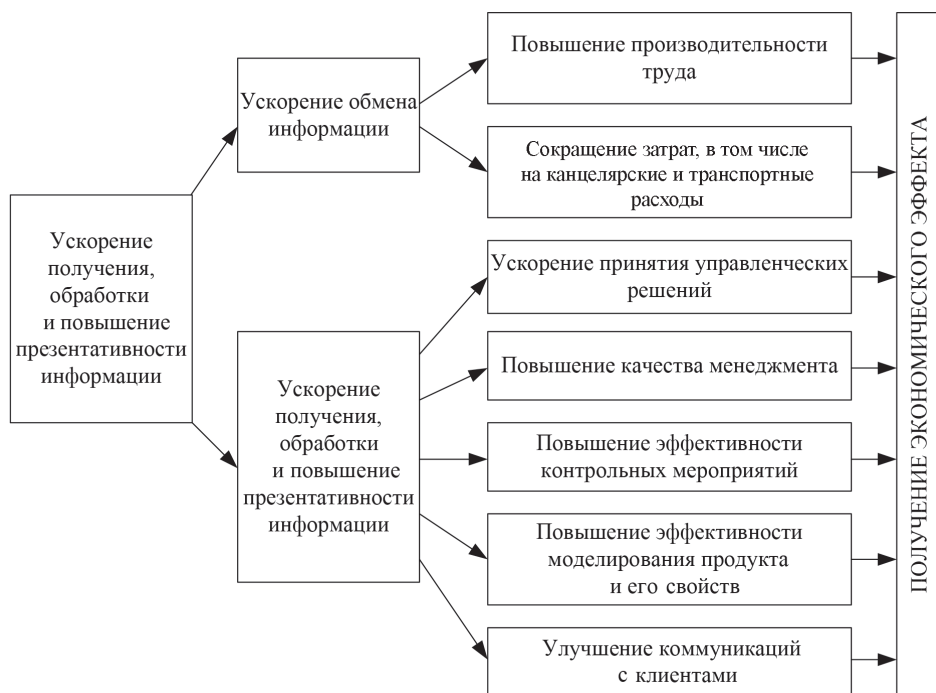 Ускорение
получения,
обработки
и повышение
презентативности
информации
Ускорение обмена
информации
Ускорение
получения,
обработки
и повышение
презентативности
информации
Повышение производительности
труда
Сокращение затрат, в том числе
на канцелярские и транспортные
расходы
Ускорение принятия управленческих
решений
Повышение качества менеджмента
Повышение эффективности
контрольных мероприятий
Повышение эффективности
моделирования продукта
и его свойств
Улучшение коммуникаций
с клиентами
ПОЛУЧЕНИЕ ЭКОНОМИЧЕСКОГО ЭФФЕКТА